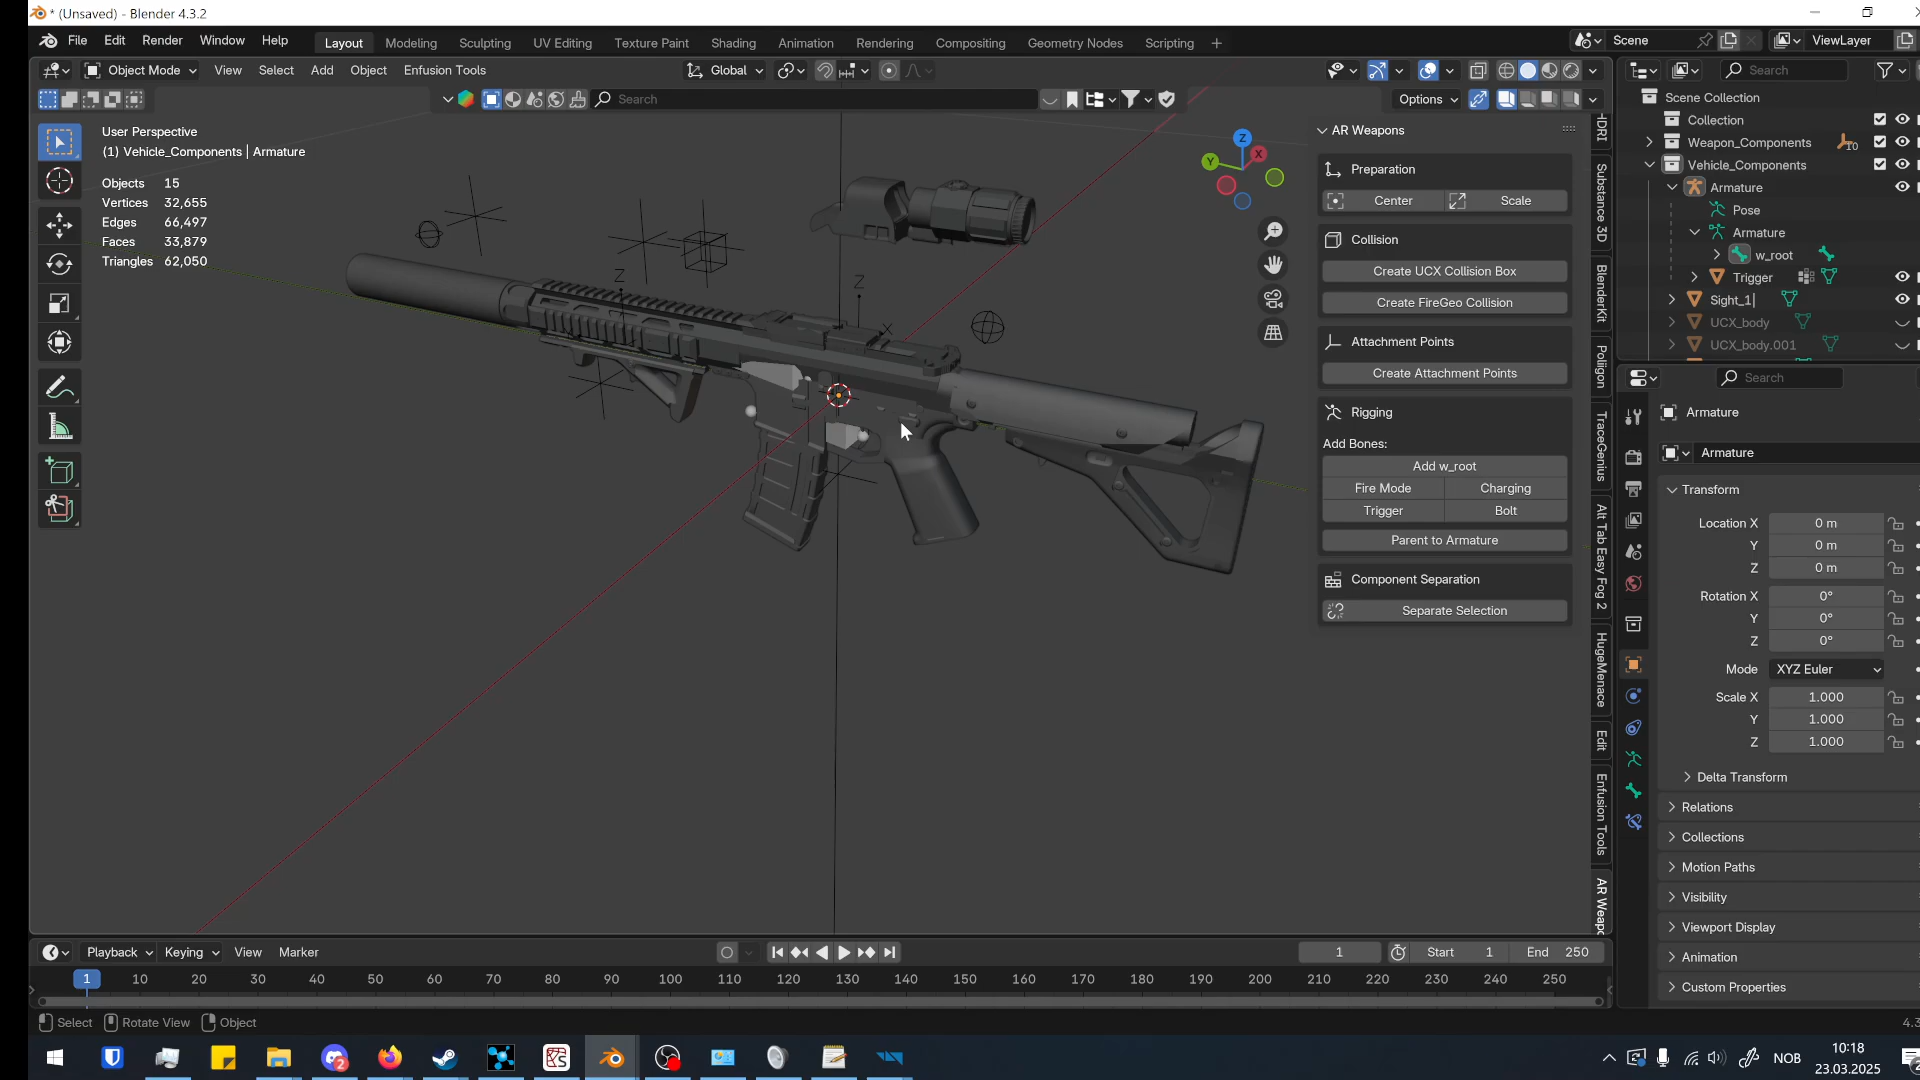 * (Unsaved) - Blender 4.3.2
File Edit Render Window Help Layout Modeling Sculpting UV Editing Texture Paint Shading Animation Rendering Compositing Geometry Nodes Scripting + Scene ViewLayer
Object Mode View Select Add Object Enfusion Tools Global Search
Search Options
User Perspective
(1) Vehicle_Components | Armature
Objects 15
Vertices 32,655
Edges 66,497
Faces 33,879
Triangles 62,050
Z
Z
X
Y
Z
X
AR Weapons
Preparation
Center Scale
Collision
Create UCX Collision Box
Create FireGeo Collision
Attachment Points
Create Attachment Points
Rigging
Add Bones:
Add w_root
Fire Mode Charging
Trigger Bolt
Parent to Armature
Component Separation
Separate Selection
HDRI
Substance 3D
BlenderKit
Poliigon
TraceGenius
Alt Tab Easy Fog 2
HugeMenace
Edit
Enfusion Tools
AR Weapo
Scene Collection
Collection
Weapon_Components 10
Vehicle_Components
Armature
Pose
Armature
w_root
Trigger
Sight_1|
UCX_body
UCX_body.001
Search
Armature
Armature
Transform
Location X 0 m
Y 0 m
Z 0 m
Rotation X 0°
Y 0°
Z 0°
Mode XYZ Euler
Scale X 1.000
Y 1.000
Z 1.000
Delta Transform
Relations
Collections
Motion Paths
Visibility
Viewport Display
Animation
Custom Properties
Playback Keying View Marker 1 Start 1 End 250
1 10 20 30 40 50 60 70 80 90 100 110 120 130 140 150 160 170 180 190 200 210 220 230 240 250
Select Rotate View Object 4.3
2 NOB 10:18
23.03.2025